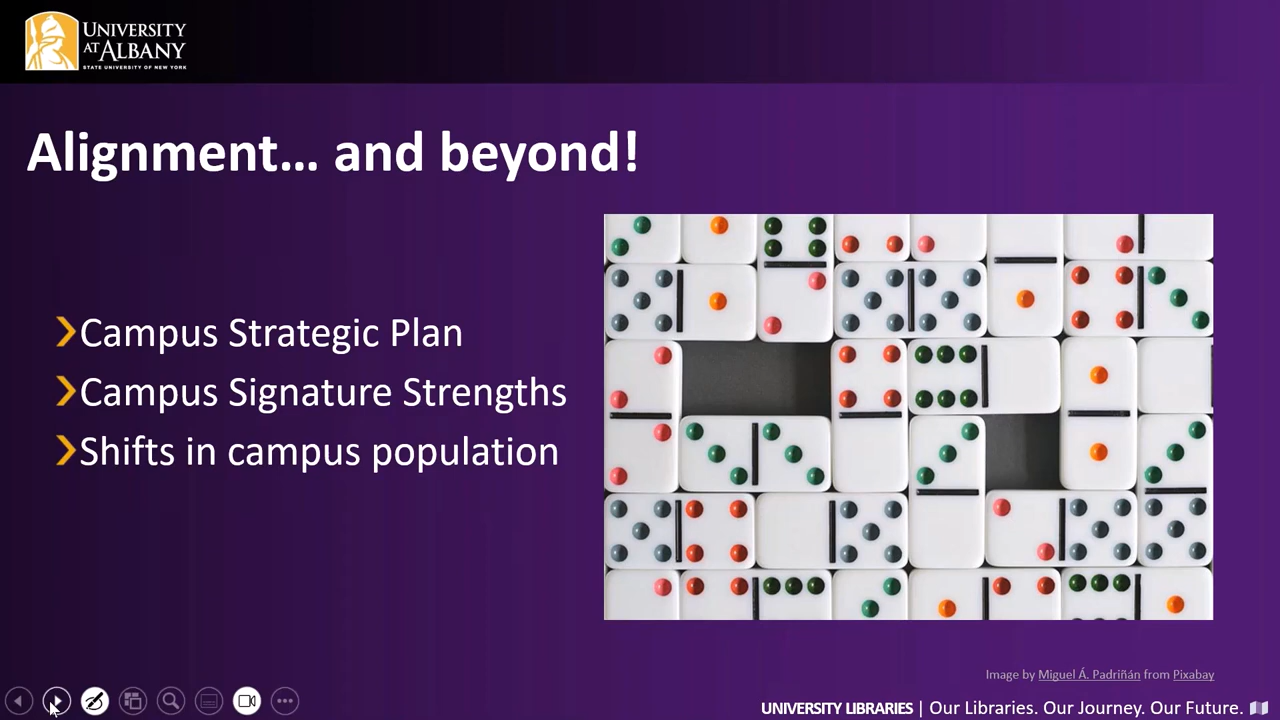 UNIVERSITY
AT ALBANY
STATE UNIVERSITY OF NEW YORK
Alignment… and beyond!
Campus Strategic Plan
Campus Signature Strengths
Shifts in campus population
Image by Miguel Á. Padriñán from Pixabay
UNIVERSITY LIBRARIES | Our Libraries. Our Journey. Our Future.